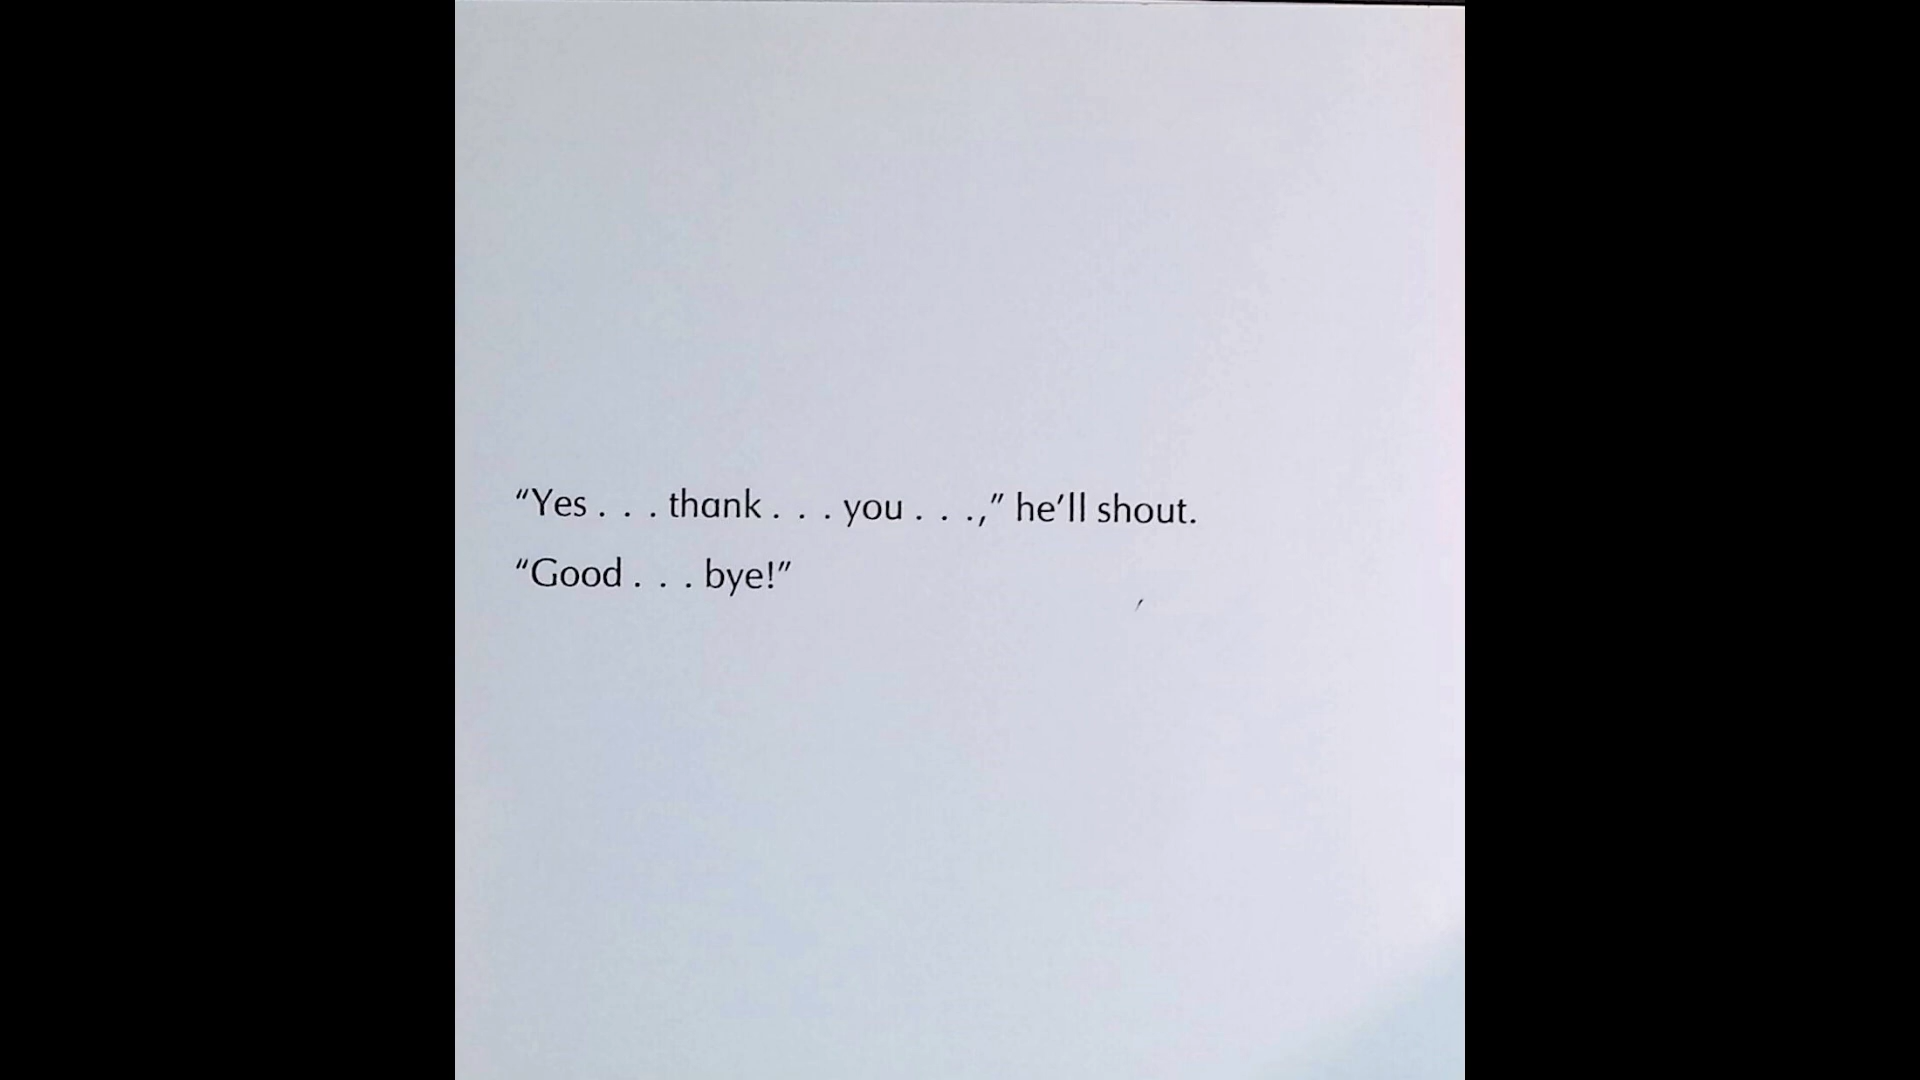 “Yes . . . thank . . . you . . .,” he’ll shout.
“Good . . . bye!”